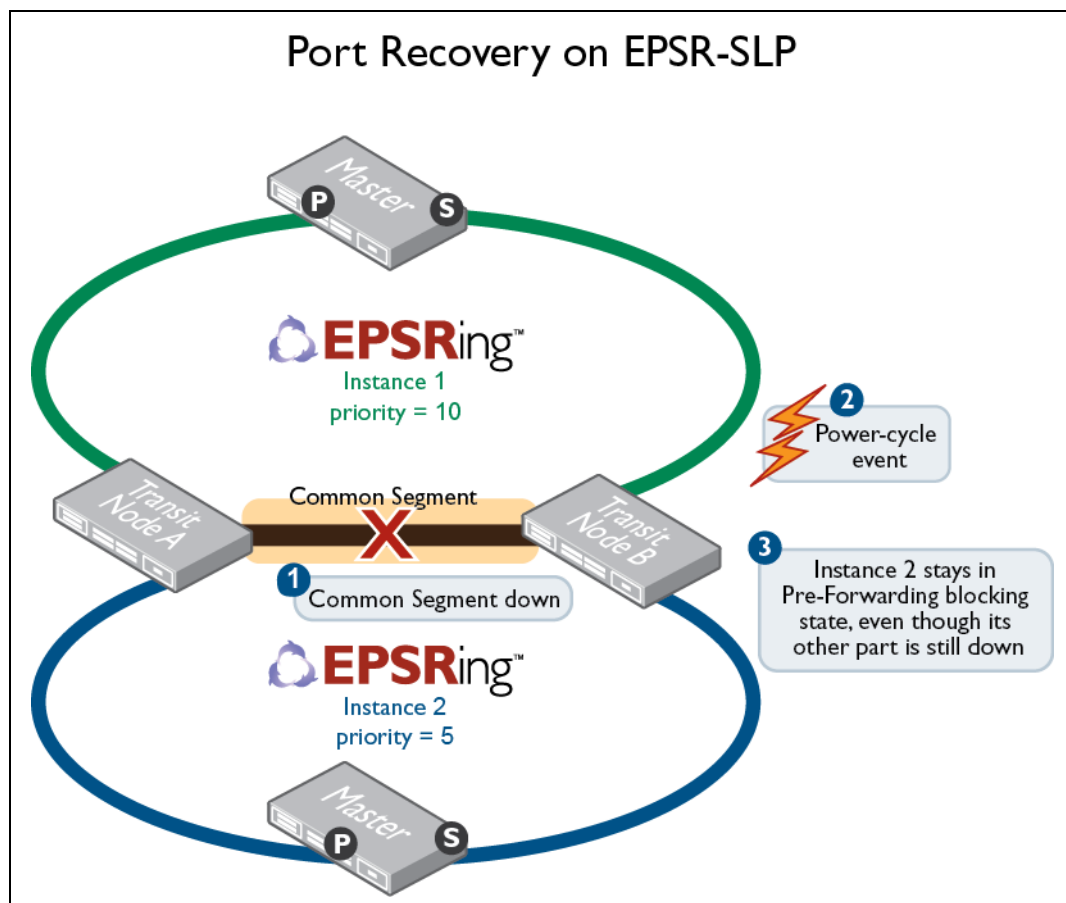 Port Recovery on EPSR-SLP
Master
P
S
EPSRing™
Instance 1
priority = 10
2
Power-cycle
event
Transit
Node A
Common Segment
X
Transit
Node B
1
Common Segment down
3
Instance 2 stays in
Pre-Forwarding blocking
state, even though its
other part is still down
EPSRing™
Instance 2
priority = 5
Master
P
S